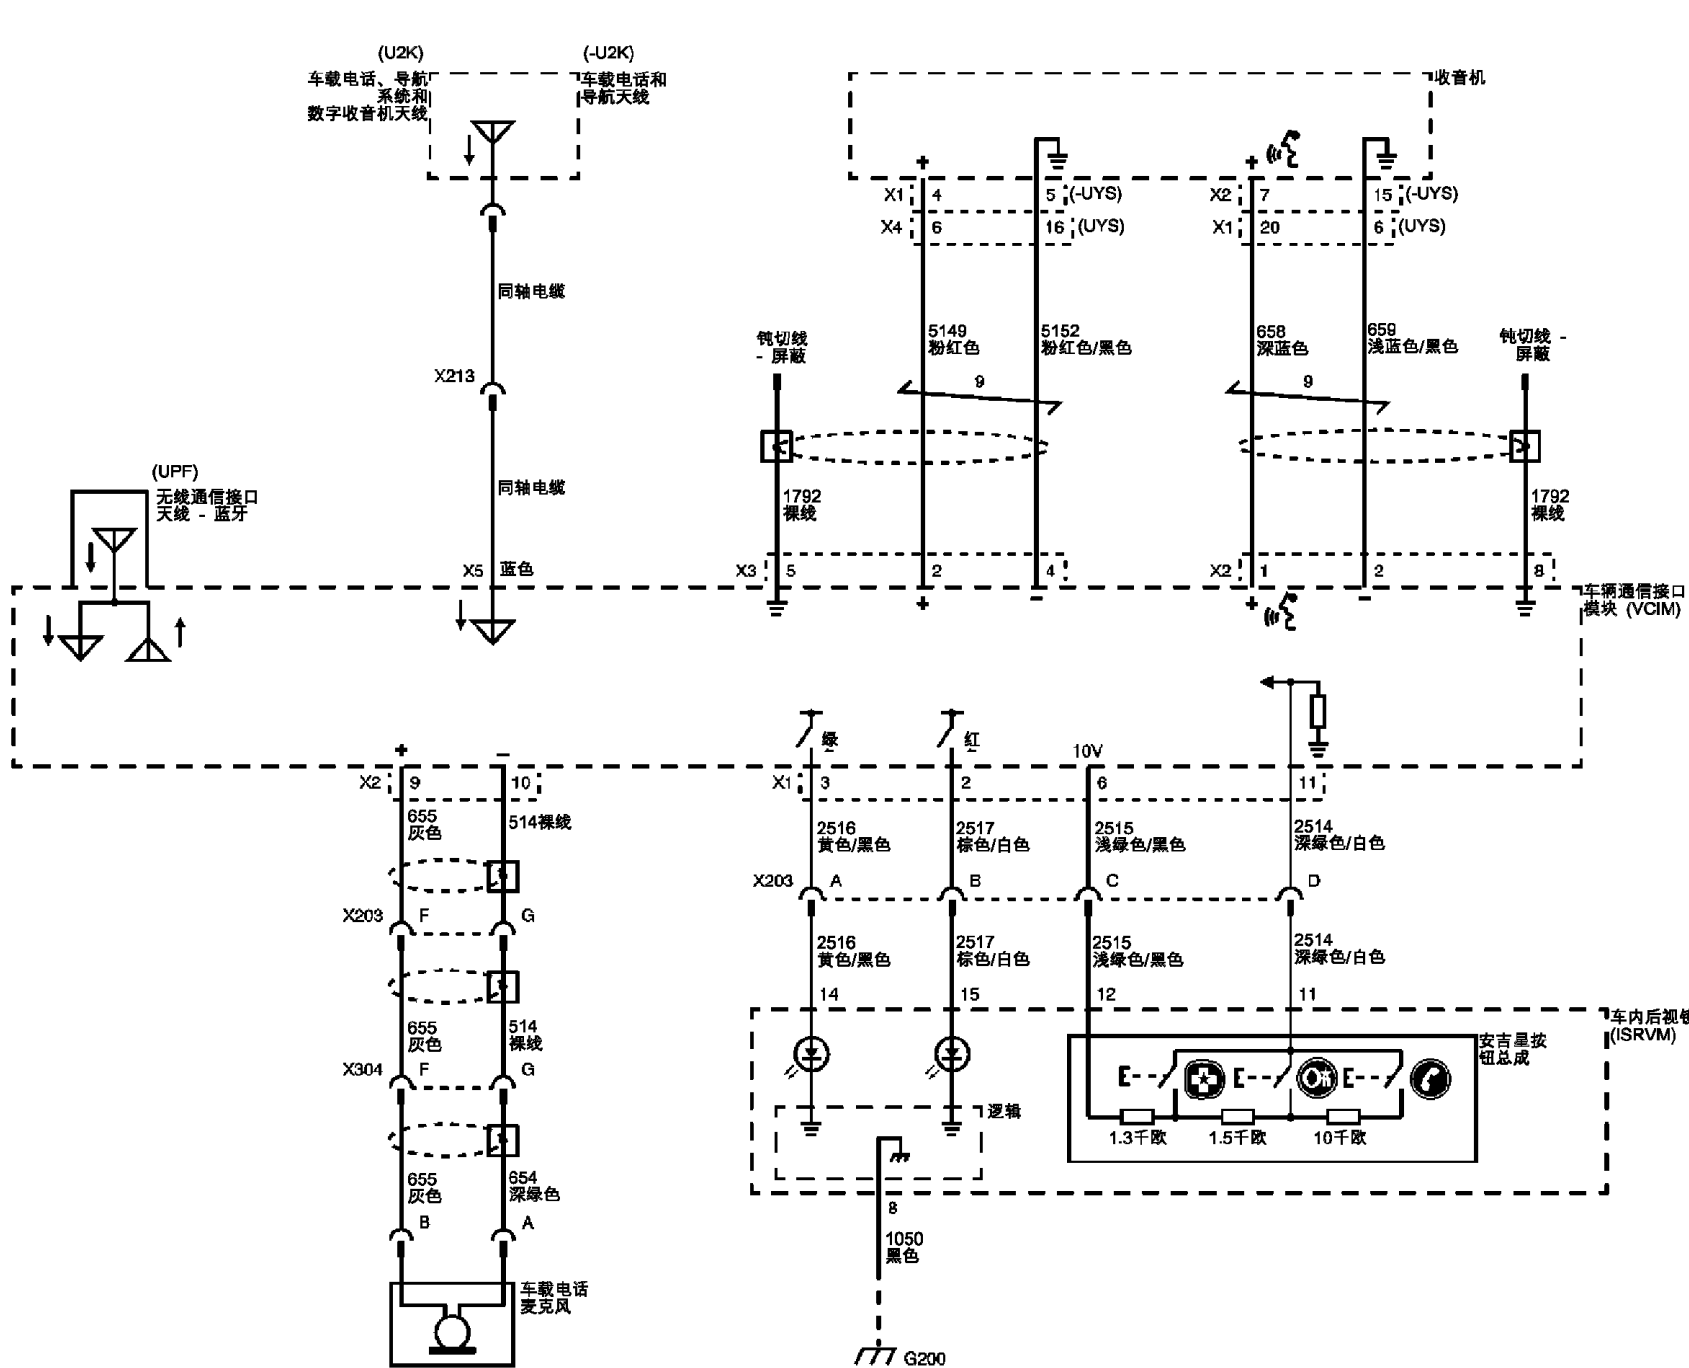 (U2K)
(-U2K)
车载电话、导航
系统和
数字收音机天线
车载电话和
导航天线
收音机
+
+
X1 4 5 (-UYS)
X4 6 16 (UYS)
X2 7 15 (-UYS)
X1 20 6 (UYS)
同轴电缆
X213
同轴电缆
钝切线
- 屏蔽
5149
粉红色
5152
粉红色/黑色
658
深蓝色
659
浅蓝色/黑色
钝切线 -
屏蔽
9
9
1792
裸线
1792
裸线
(UPF)
无线通信接口
天线 - 蓝牙
X5 蓝色
X3 5 2 4
X2 1 2 8
+ −
+ −
车辆通信接口
模块 (VCIM)
绿
红
10V
+ −
X2 9 10
X1 3 2 6 11
655
灰色
514裸线
2516
黄色/黑色
2517
棕色/白色
2515
浅绿色/黑色
2514
深绿色/白色
X203 A B C D
X203 F G
2516
黄色/黑色
2517
棕色/白色
2515
浅绿色/黑色
2514
深绿色/白色
14 15 12 11
655
灰色
514
裸线
X304 F G
车内后视镜
(ISRVM)
安吉星按
钮总成
OK
逻辑
1.3千欧 1.5千欧 10千欧
655
灰色
654
深绿色
B A
8
1050
黑色
车载电话
麦克风
G200